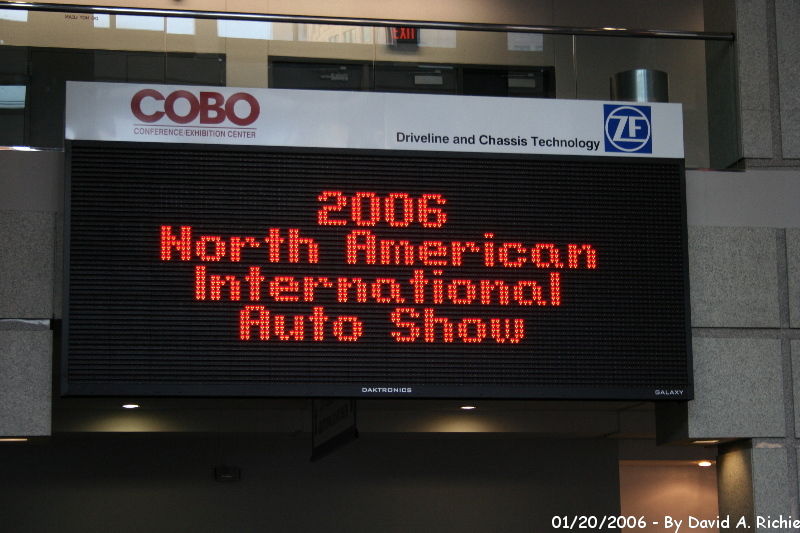 EXIT
COBO
CONFERENCE/EXHIBITION CENTER
Driveline and Chassis Technology
ZF
2006
North American
International
Auto Show
DAKTRONICS
GALAXY
01/20/2006 - By David A. Richie